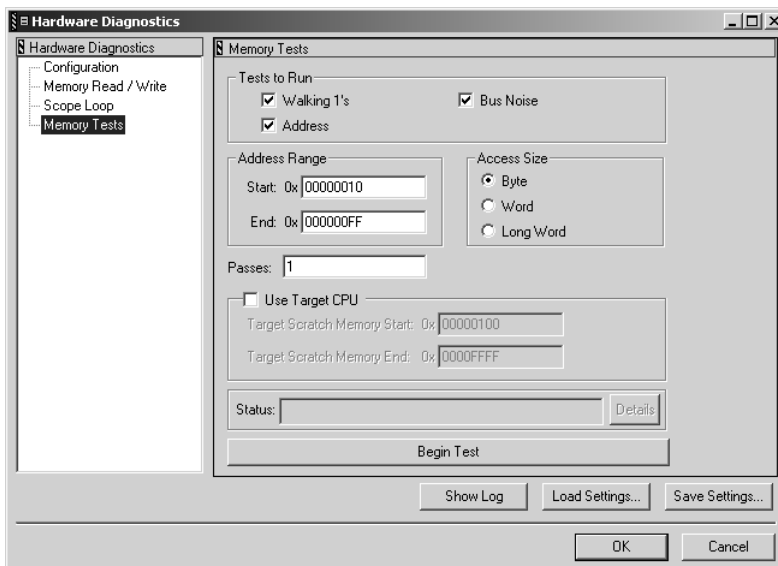 Hardware Diagnostics
Hardware Diagnostics
Configuration
Memory Read / Write
Scope Loop
Memory Tests
Memory Tests
Tests to Run
Walking 1's
Bus Noise
Address
Address Range
Start: 0x 00000010
End: 0x 000000FF
Access Size
Byte
Word
Long Word
Passes: 1
Use Target CPU
Target Scratch Memory Start: 0x 00000100
Target Scratch Memory End: 0x 0000FFFF
Status:
Details
Begin Test
Show Log
Load Settings...
Save Settings...
OK
Cancel